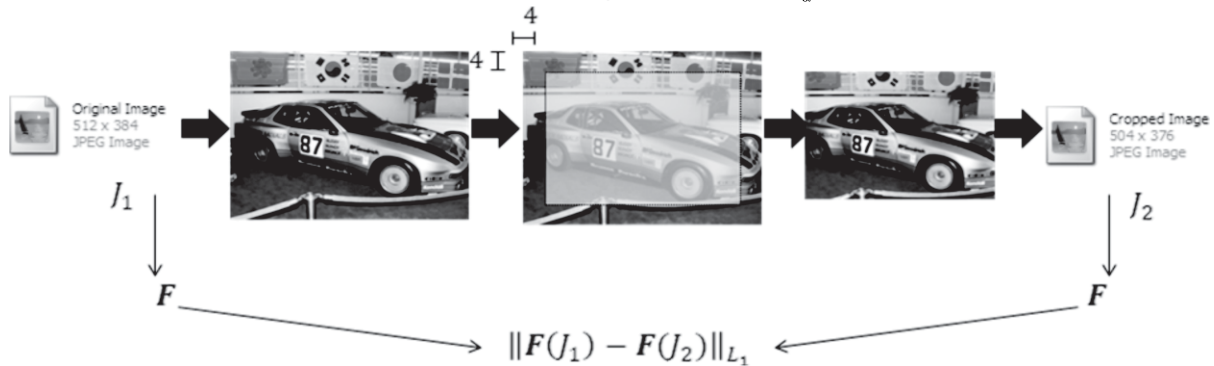 4
4
Original Image
512 x 384
JPEG Image
87
87
87
Cropped Image
504 x 376
JPEG Image
J₁
J₂
F
F
‖F(J₁) − F(J₂)‖L₁